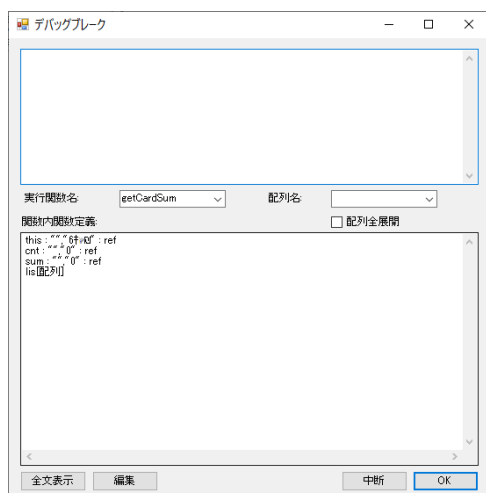 デバッグブレーク
実行関数名:
getCardSum
配列名:
関数内関数定義:
配列全展開
this : "",
: ref
cnt : "","0" : ref
sum : "","0" : ref
lis[配列]
全文表示
編集
中断
OK